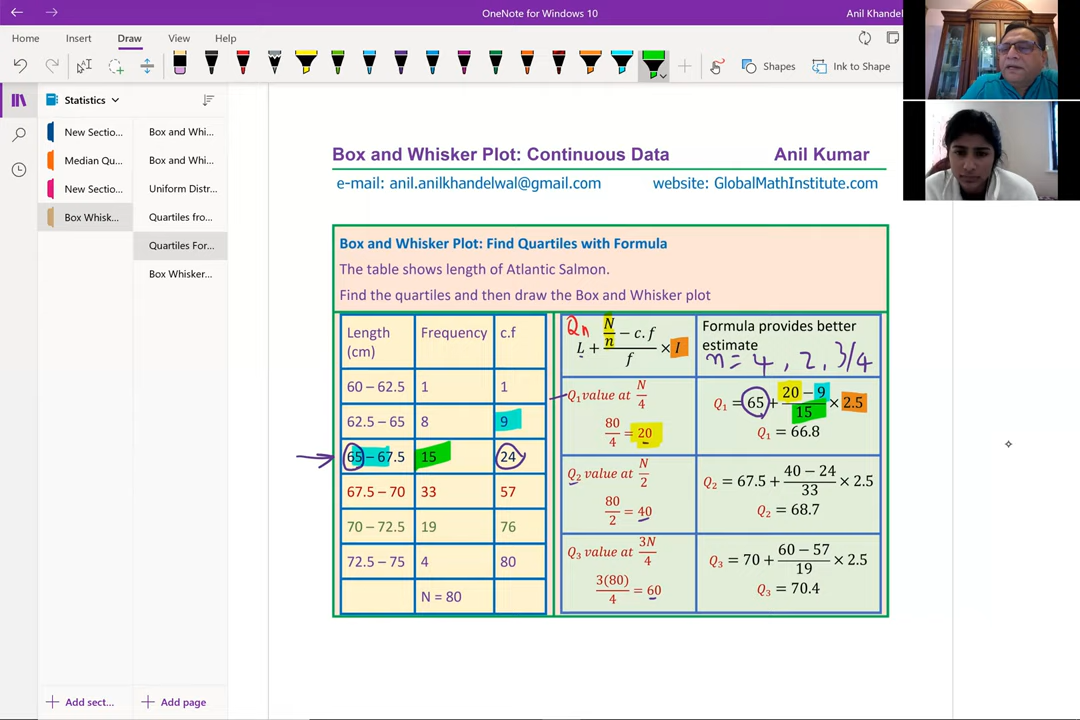 OneNote for Windows 10
Anil Khandel
Home Insert Draw View Help
Shapes Ink to Shape
Statistics
New Sectio...
Median Qu...
New Sectio...
Box Whisk...
Box and Whi...
Box and Whi...
Uniform Distr...
Quartiles fro...
Quartiles For...
Box Whisker...
Add sect... Add page
Box and Whisker Plot: Continuous Data Anil Kumar
e-mail: anil.anilkhandelwal@gmail.com website: GlobalMathInstitute.com
Box and Whisker Plot: Find Quartiles with Formula
The table shows length of Atlantic Salmon.
Find the quartiles and then draw the Box and Whisker plot
Length (cm) Frequency c.f
60 – 62.5 1 1
62.5 – 65 8 9
65 – 67.5 15 24
67.5 – 70 33 57
70 – 72.5 19 76
72.5 – 75 4 80
N = 80
Qn
L + (N/n − c.f)/f × I
Formula provides better
estimate
n = 4, 2, 3/4
Q₁ value at N/4
80/4 = 20
Q₁ = 65 + (20 − 9)/15 × 2.5
Q₁ = 66.8
Q₂ value at N/2
80/2 = 40
Q₂ = 67.5 + (40 − 24)/33 × 2.5
Q₂ = 68.7
Q₃ value at 3N/4
3(80)/4 = 60
Q₃ = 70 + (60 − 57)/19 × 2.5
Q₃ = 70.4